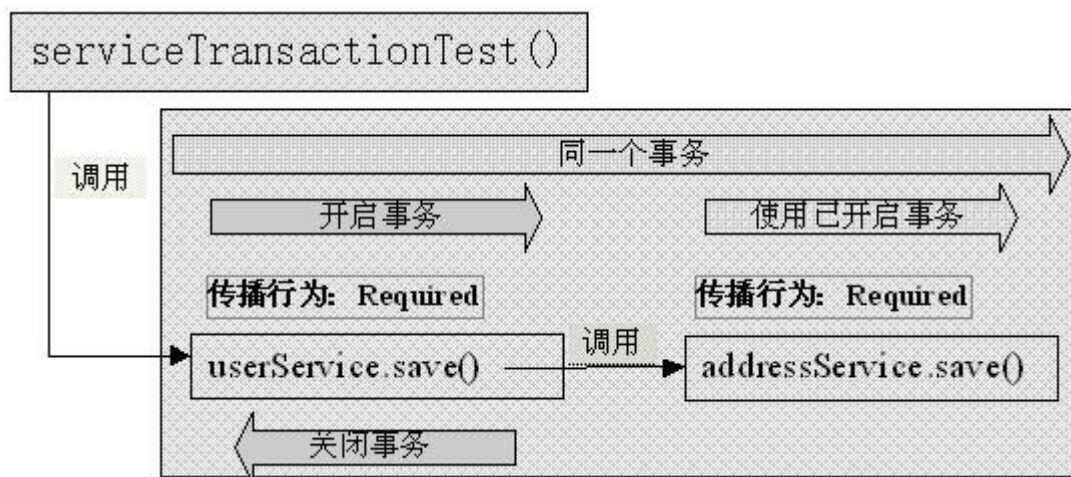 serviceTransactionTest()
同一个事务
调用
开启事务
使用已开启事务
传播行为：Required
传播行为：Required
userService.save()
调用
addressService.save()
关闭事务